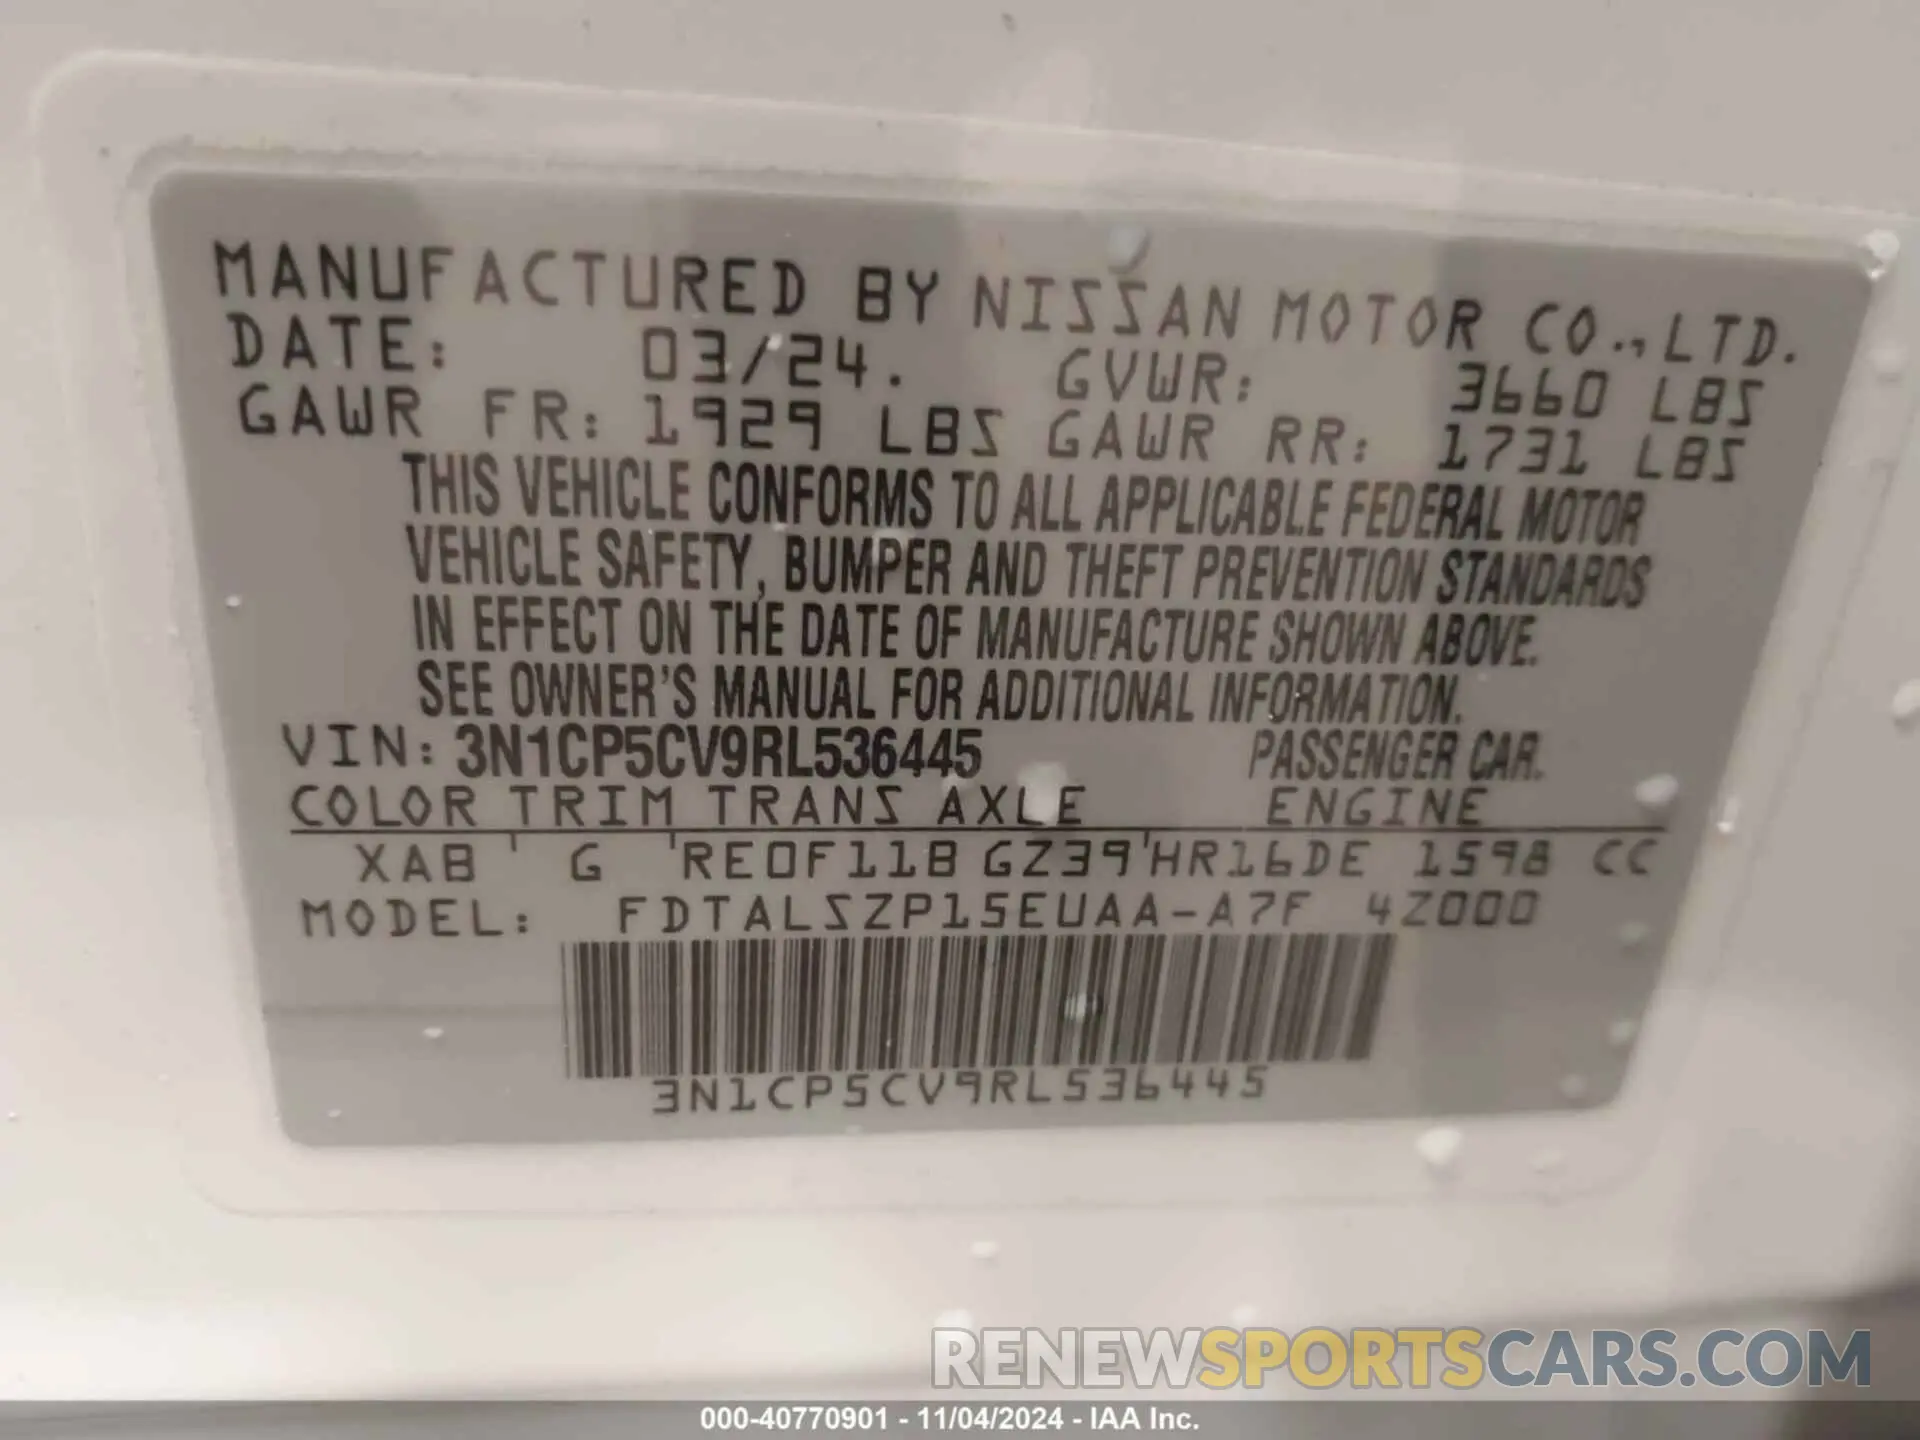 MANUFACTURED BY NISSAN MOTOR CO., LTD.
DATE: 03/24. GVWR: 3660 LBS
GAWR FR: 1929 LBS GAWR RR: 1731 LBS
THIS VEHICLE CONFORMS TO ALL APPLICABLE FEDERAL MOTOR
VEHICLE SAFETY, BUMPER AND THEFT PREVENTION STANDARDS
IN EFFECT ON THE DATE OF MANUFACTURE SHOWN ABOVE.
SEE OWNER'S MANUAL FOR ADDITIONAL INFORMATION.
VIN: 3N1CP5CV9RL536445 PASSENGER CAR.
COLOR TRIM TRANS AXLE ENGINE
XAB G RE0F11B GZ39 HR16DE 1598 CC
MODEL: FDTALSZP15EUAA-A7F 4Z000
3N1CP5CV9RL536445
RENEWSPORTSCARS.COM
000-40770901 - 11/04/2024 - IAA Inc.